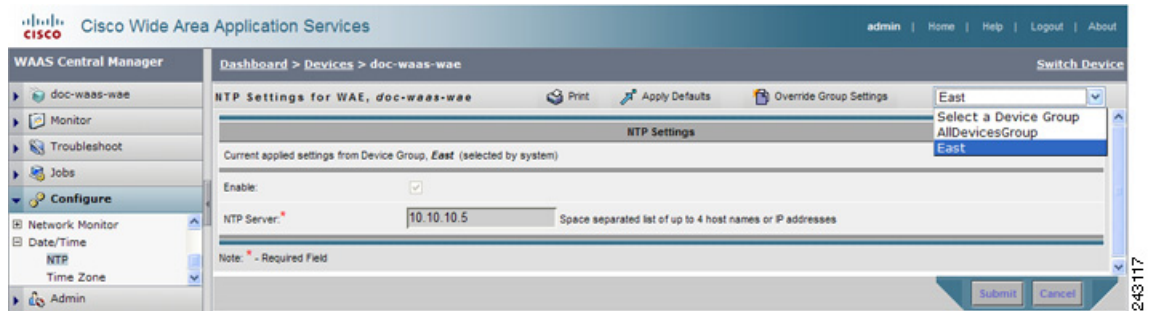 cisco Cisco Wide Area Application Services
admin | Home | Help | Logout | About
WAAS Central Manager
Dashboard > Devices > doc-waas-wae
Switch Device
doc-waas-wae
Monitor
Troubleshoot
Jobs
Configure
Network Monitor
Date/Time
NTP
Time Zone
Admin
NTP Settings for WAE, doc-waas-wae
Print
Apply Defaults
Override Group Settings
East
Select a Device Group
AllDevicesGroup
East
NTP Settings
Current applied settings from Device Group, East (selected by system)
Enable:
NTP Server:* 10.10.10.5 Space separated list of up to 4 host names or IP addresses
Note: * - Required Field
Submit Cancel
243117